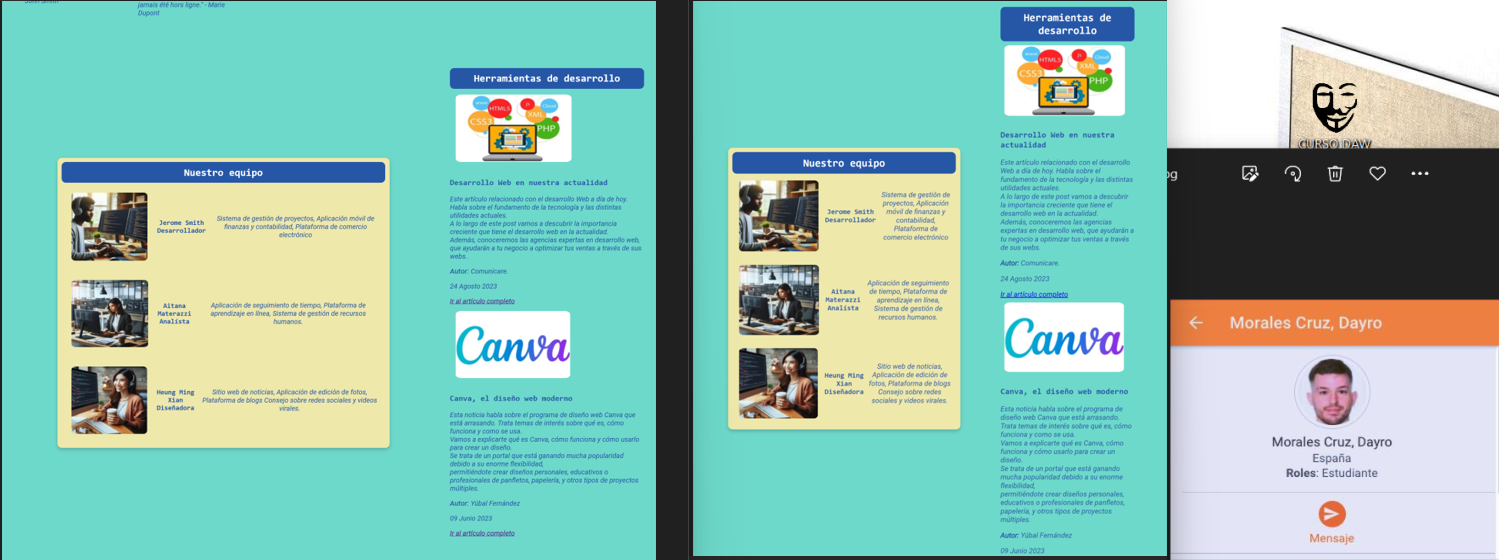 jamais été hors ligne." - Marie
Dupont
Herramientas de desarrollo
HTML5
JS
Cloud
CSS3
XML
PHP
Nuestro equipo
Jerome Smith
Desarrollador
Sistema de gestión de proyectos, Aplicación móvil de
finanzas y contabilidad, Plataforma de comercio
electrónico
Aitana
Materazzi
Analista
Aplicación de seguimiento de tiempo, Plataforma de
aprendizaje en línea, Sistema de gestión de recursos
humanos.
Heung Ming
Xian
Diseñadora
Sitio web de noticias, Aplicación de edición de fotos,
Plataforma de blogs Consejo sobre redes sociales y videos
virales.
Desarrollo Web en nuestra actualidad
Este artículo relacionado con el desarrollo Web a día de hoy.
Habla sobre el fundamento de la tecnología y las distintas
utilidades actuales.
A lo largo de este post vamos a descubrir la importancia
creciente que tiene el desarrollo web en la actualidad.
Además, conoceremos las agencias expertas en desarrollo web,
que ayudarán a tu negocio a optimizar tus ventas a través de sus
webs.
Autor: Comunicare.
24 Agosto 2023
Ir al artículo completo
Canva
Canva, el diseño web moderno
Esta noticia habla sobre el programa de diseño web Canva que
está arrasando. Trata temas de interés sobre qué es, cómo
funciona y como se usa.
Vamos a explicarte qué es Canva, cómo funciona y cómo usarlo
para crear un diseño.
Se trata de un portal que está ganando mucha popularidad
debido a su enorme flexibilidad,
permitiéndote crear diseños personales, educativos o
profesionales de panfletos, papelería, y otros tipos de proyectos
múltiples.
Autor: Yúbal Fernández
09 Junio 2023
Ir al artículo completo
Herramientas de
desarrollo
HTML5
JS
Cloud
CSS3
XML
PHP
Nuestro equipo
Jerome Smith
Desarrollador
Sistema de gestión de
proyectos, Aplicación
móvil de finanzas y
contabilidad,
Plataforma de
comercio electrónico
Aitana
Materazzi
Analista
Aplicación de seguimiento
de tiempo, Plataforma de
aprendizaje en línea,
Sistema de gestión de
recursos humanos.
Heung Ming
Xian
Diseñadora
Sitio web de noticias,
Aplicación de edición de
fotos, Plataforma de blogs
Consejo sobre redes
sociales y videos virales.
Desarrollo Web en nuestra
actualidad
Este artículo relacionado con el desarrollo
Web a día de hoy. Habla sobre el
fundamento de la tecnología y las distintas
utilidades actuales.
A lo largo de este post vamos a descubrir
la importancia creciente que tiene el
desarrollo web en la actualidad.
Además, conoceremos las agencias
expertas en desarrollo web, que ayudarán a
tu negocio a optimizar tus ventas a través
de sus webs.
Autor: Comunicare.
24 Agosto 2023
Ir al artículo completo
Canva
Canva, el diseño web moderno
Esta noticia habla sobre el programa de
diseño web Canva que está arrasando.
Trata temas de interés sobre qué es, cómo
funciona y como se usa.
Vamos a explicarte qué es Canva, cómo
funciona y cómo usarlo para crear un
diseño.
Se trata de un portal que está ganando
mucha popularidad debido a su enorme
flexibilidad,
permitiéndote crear diseños personales,
educativos o profesionales de panfletos,
papelería, y otros tipos de proyectos
múltiples.
Autor: Yúbal Fernández
09 Junio 2023
CURSO DAW
og
Morales Cruz, Dayro
Morales Cruz, Dayro
España
Roles: Estudiante
Mensaje